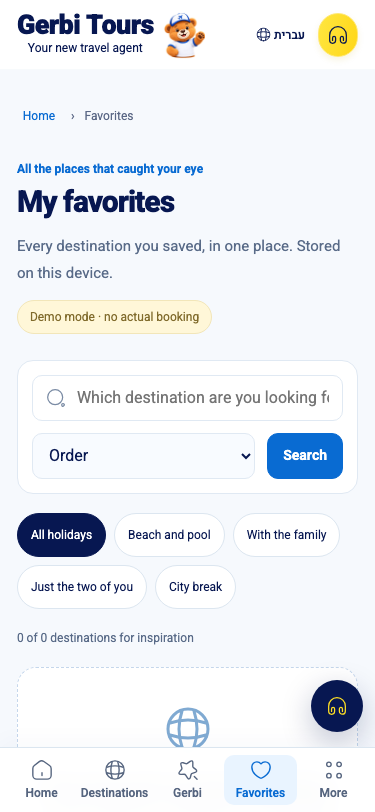 Gerbi Tours
Your new travel agent
עברית
Home › Favorites
All the places that caught your eye
My favorites
Every destination you saved, in one place. Stored
on this device.
Demo mode · no actual booking
Which destination are you looking fo
Order
Search
All holidays
Beach and pool
With the family
Just the two of you
City break
0 of 0 destinations for inspiration
Home
Destinations
Gerbi
Favorites
More